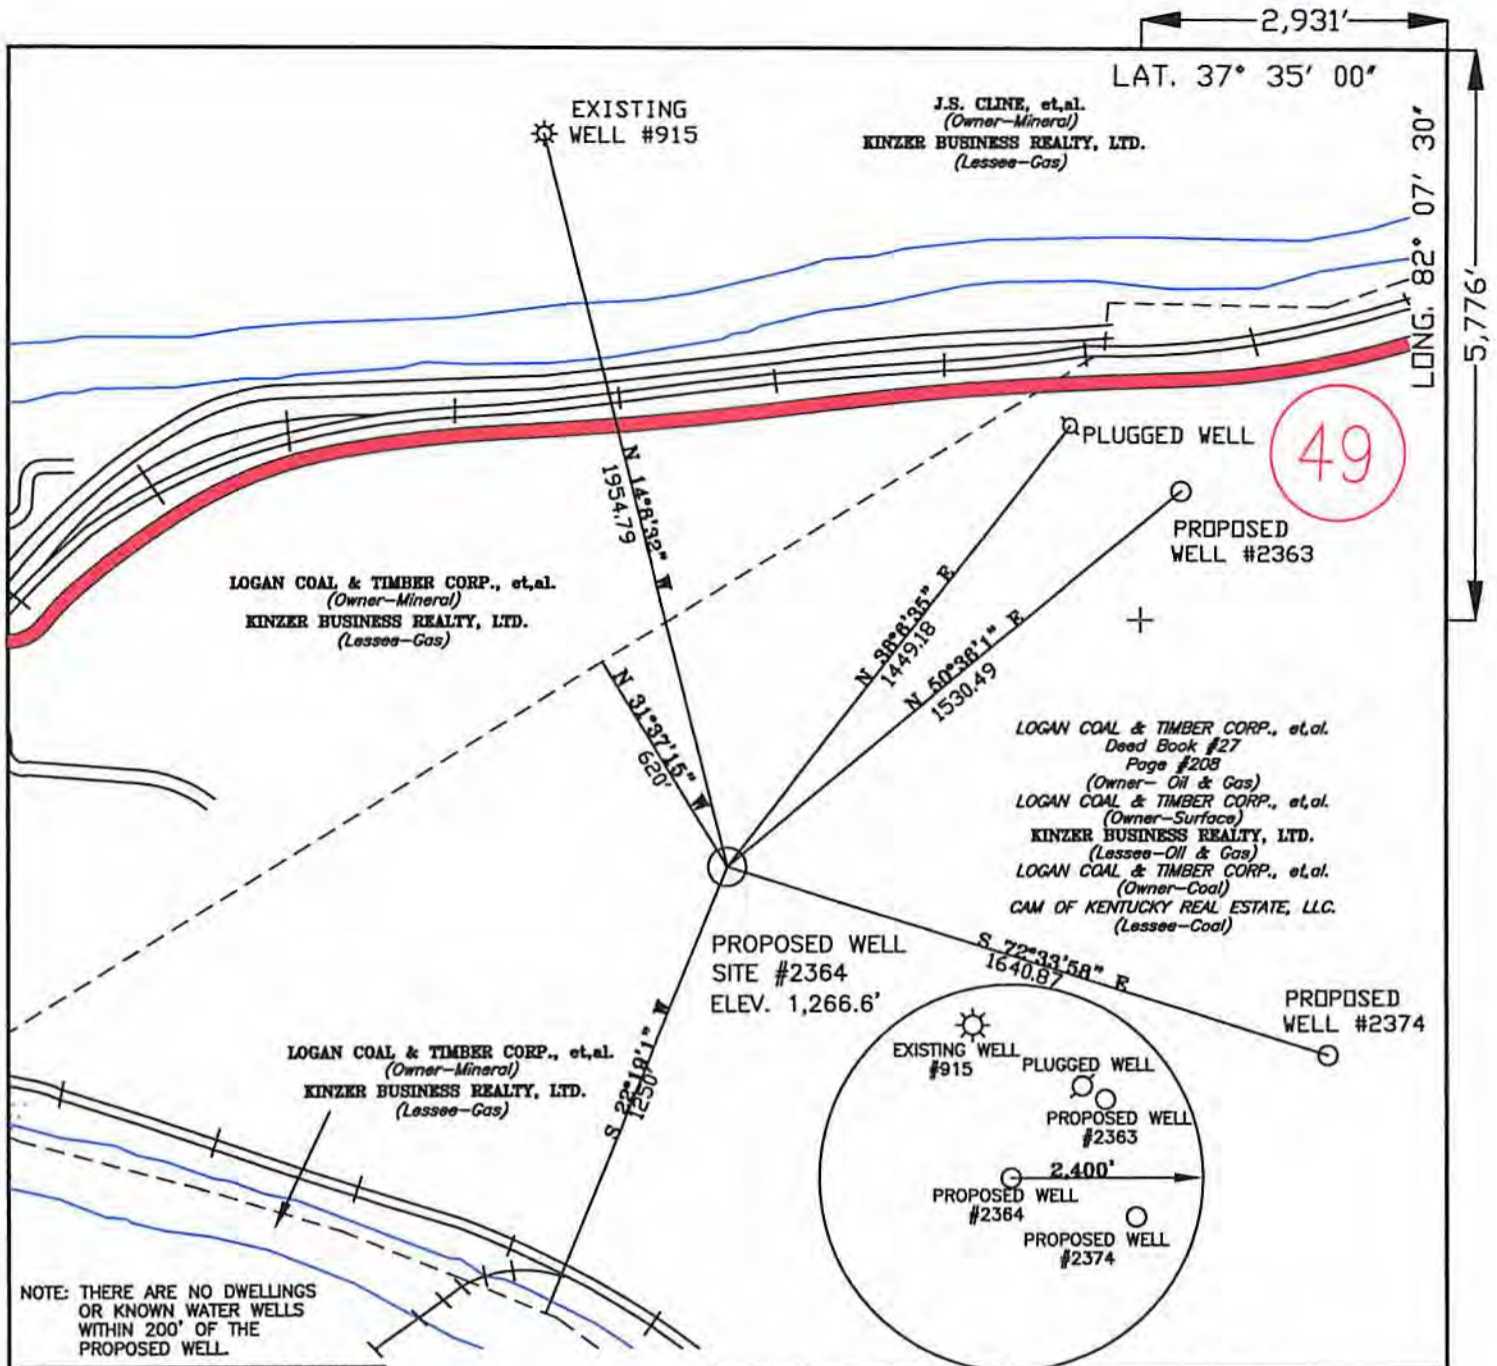 2,931'
LAT. 37° 35' 00"
LONG. 82° 07' 30"
5,776'
EXISTING
WELL #915
J.S. CLINE, et,al.
(Owner-Mineral)
KINZER BUSINESS REALTY, LTD.
(Lessee-Gas)
PLUGGED WELL
49
PROPOSED
WELL #2363
N 14°8'32" W
1954.79
LOGAN COAL & TIMBER CORP., et,al.
(Owner-Mineral)
KINZER BUSINESS REALTY, LTD.
(Lessee-Gas)
N 31°37'15" W
620'
N 38°6'35" E
1449.18
N 50°36'1" E
1530.49
LOGAN COAL & TIMBER CORP., et,al.
Deed Book #27
Page #208
(Owner- Oil & Gas)
LOGAN COAL & TIMBER CORP., et,al.
(Owner-Surface)
KINZER BUSINESS REALTY, LTD.
(Lessee-Oil & Gas)
LOGAN COAL & TIMBER CORP., et,al.
(Owner-Coal)
CAM OF KENTUCKY REAL ESTATE, LLC.
(Lessee-Coal)
PROPOSED WELL
SITE #2364
ELEV. 1,266.6'
S 72°33'58" E
1640.87
PROPOSED
WELL #2374
LOGAN COAL & TIMBER CORP., et,al.
(Owner-Mineral)
KINZER BUSINESS REALTY, LTD.
(Lessee-Gas)
S 22°19'1" W
1250'
EXISTING WELL
#915
PLUGGED WELL
PROPOSED WELL
#2363
2,400'
PROPOSED WELL
#2364
PROPOSED WELL
#2374
NOTE: THERE ARE NO DWELLINGS
OR KNOWN WATER WELLS
WITHIN 200' OF THE
PROPOSED WELL.